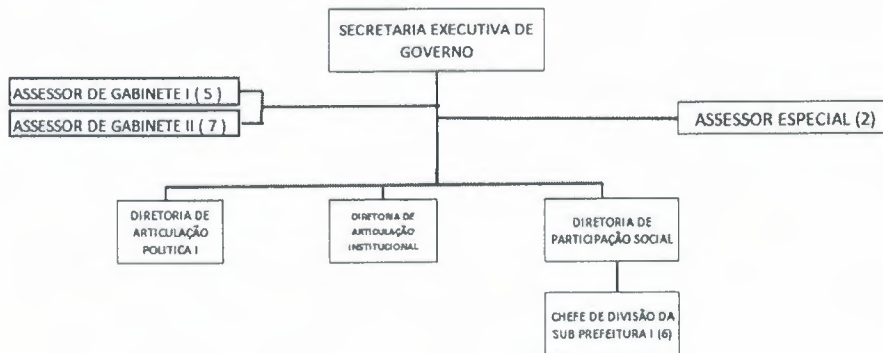 SECRETARIA EXECUTIVA DE
GOVERNO
ASSESSOR DE GABINETE I ( 5 )
ASSESSOR DE GABINETE II ( 7 )
ASSESSOR ESPECIAL (2)
DIRETORIA DE
ARTICULAÇÃO
POLITICA I
DIRETORIA DE
ARTICULAÇÃO
INSTITUCIONAL
DIRETORIA DE
PARTICIPAÇÃO SOCIAL
CHEFE DE DIVISÃO DA
SUB PREFEITURA I (6)